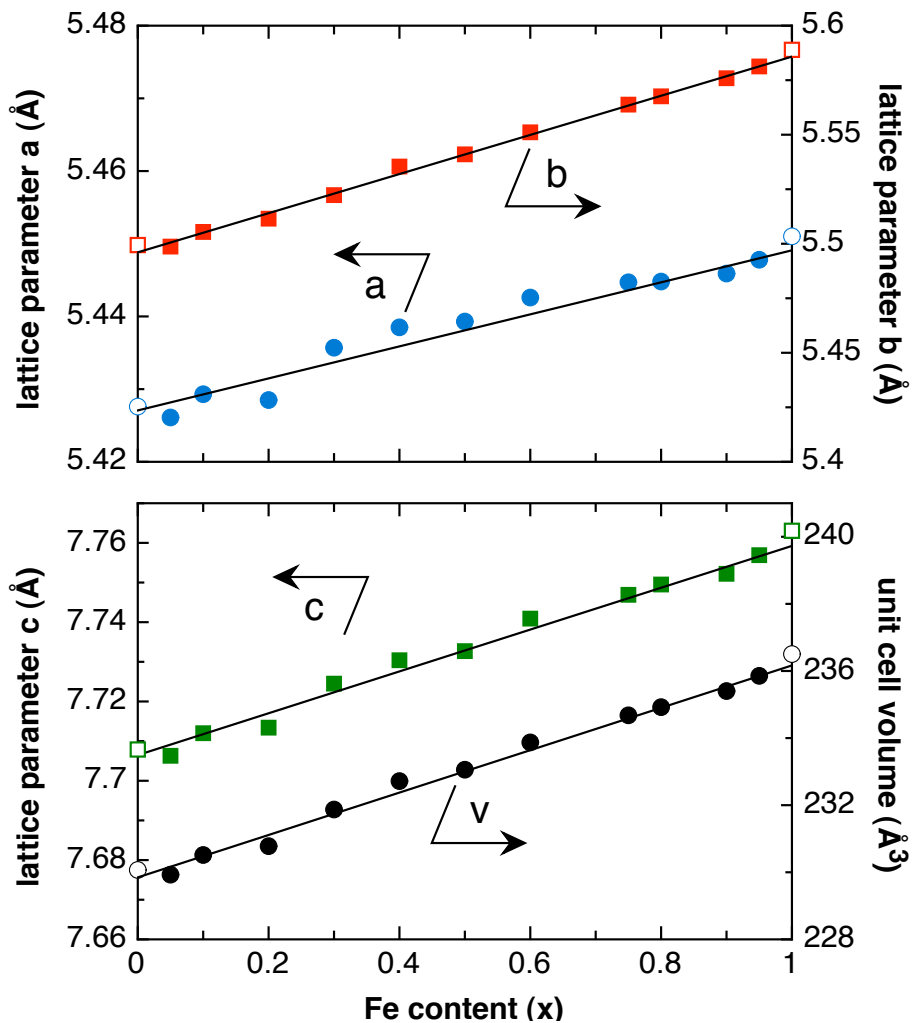 5.48
5.46
5.44
5.42
lattice parameter a (Å)
5.6
5.55
5.5
5.45
5.4
lattice parameter b (Å)
b
a
7.76
7.74
7.72
7.7
7.68
7.66
lattice parameter c (Å)
240
236
232
228
unit cell volume (Å3)
c
v
0 0.2 0.4 0.6 0.8 1
Fe content (x)